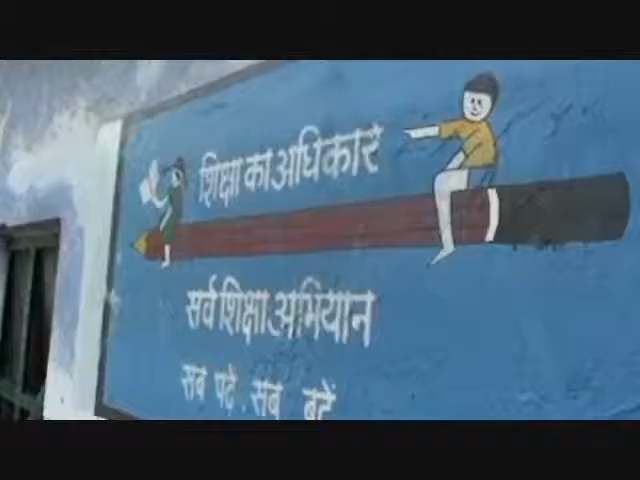 शिक्षा का अधिकार
सर्व शिक्षा अभियान
सब पढ़ें . सब बढ़ें